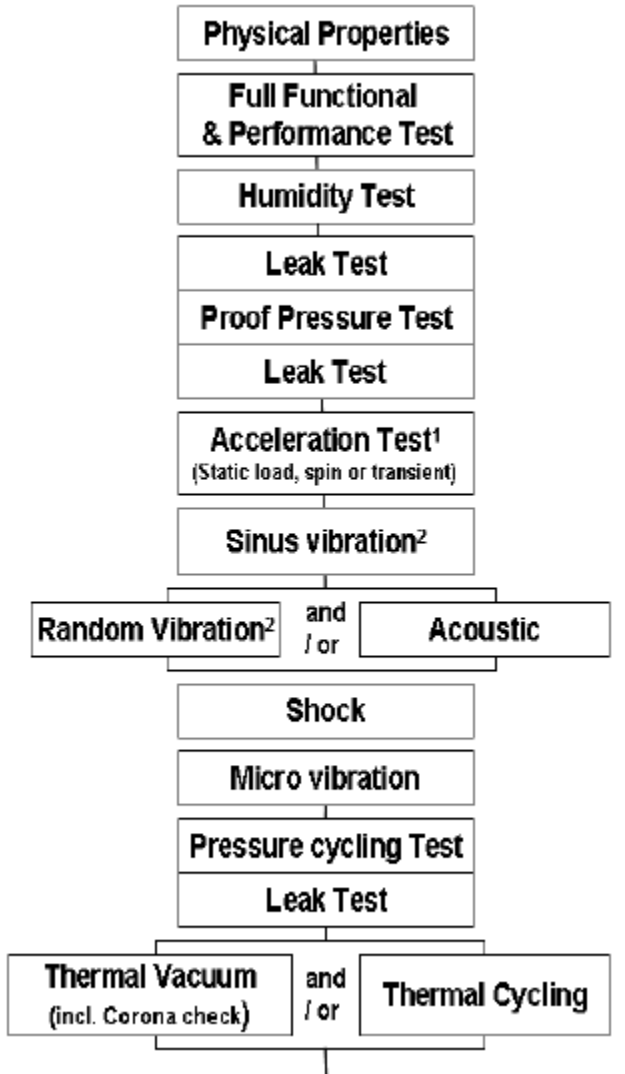 Physical Properties
Full Functional
& Performance Test
Humidity Test
Leak Test
Proof Pressure Test
Leak Test
Acceleration Test¹
(Static load, spin or transient)
Sinus vibration²
Random Vibration²
and
/ or
Acoustic
Shock
Micro vibration
Pressure cycling Test
Leak Test
Thermal Vacuum
(incl. Corona check)
and
/ or
Thermal Cycling